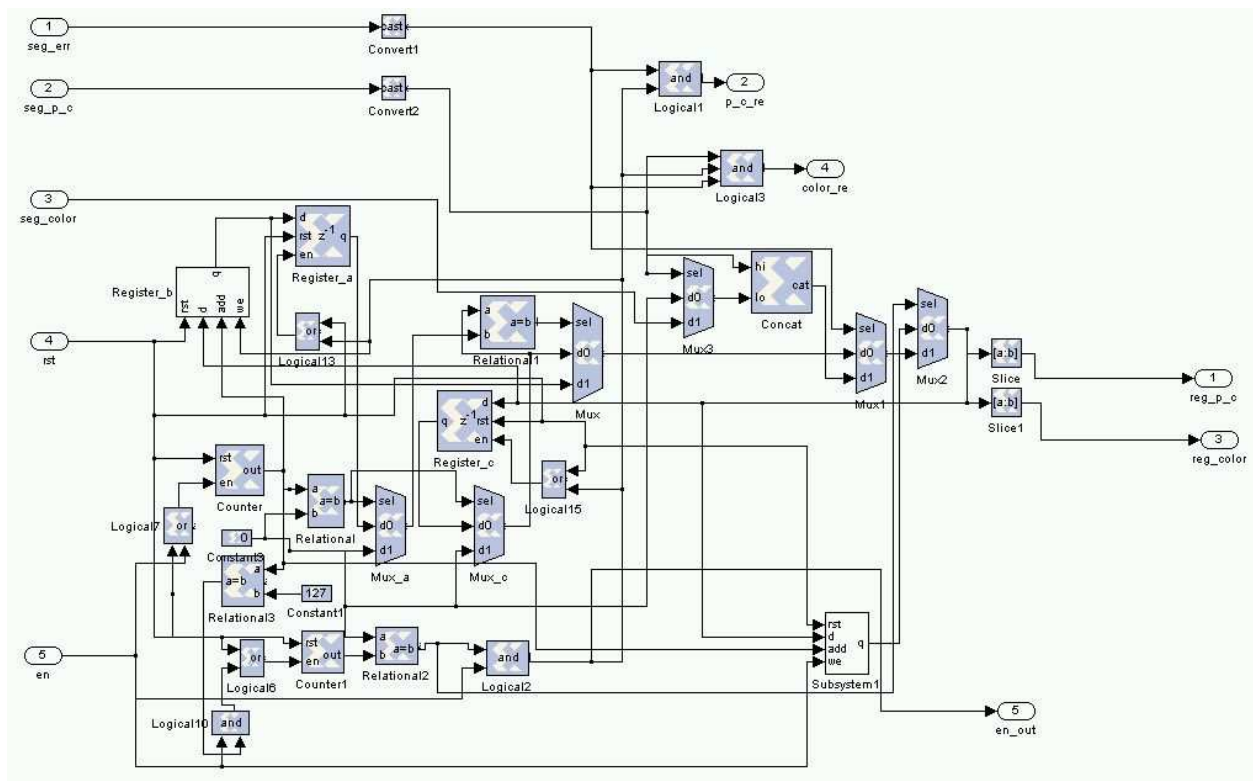 1
seg_err
cast
Convert1
2
seg_p_c
cast
Convert2
and
Logical1
2
p_c_re
and
Logical3
4
color_re
3
seg_color
d
rst z-1 q
en
Register_a
q
rst
d
add
we
Register_b
or
Logical13
a
b
a=b
Relational1
sel
d0
d1
Mux
sel
d0
d1
Mux3
hi
lo
cat
Concat
sel
d0
d1
Mux1
sel
d0
d1
Mux2
[a:b]
Slice
1
reg_p_c
[a:b]
Slice1
3
reg_color
4
rst
d
q z-1 rst
en
Register_c
or
Logical15
rst
en
out
Counter
or
Logical7
0
Constant3
a
b
a=b
Relational
sel
d0
d1
Mux_a
sel
d0
d1
Mux_c
a
a=b
b
Relational3
127
Constant1
5
en
or
Logical6
rst
en
out
Counter1
a
b
a=b
Relational2
and
Logical2
and
Logical10
rst
d
add
we
q
Subsystem1
5
en_out